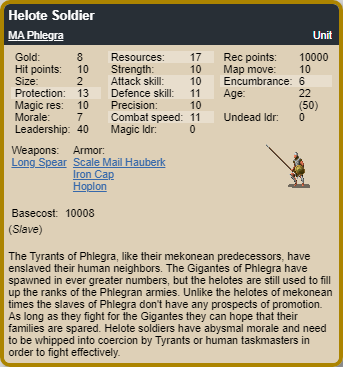 Helote Soldier
MA Phlegra Unit
Gold: 8 Resources: 17 Rec points: 10000
Hit points: 10 Strength: 10 Map move: 10
Size: 2 Attack skill: 10 Encumbrance: 6
Protection: 13 Defence skill: 11 Age: 22
Magic res: 10 Precision: 10 (50)
Morale: 7 Combat speed: 11 Undead ldr: 0
Leadership: 40 Magic ldr: 0
Weapons: Armor:
Long Spear Scale Mail Hauberk
Iron Cap
Hoplon
Basecost: 10008
(Slave)
The Tyrants of Phlegra, like their mekonean predecessors, have
enslaved their human neighbors. The Gigantes of Phlegra have
spawned in ever greater numbers, but the helotes are still used to fill
up the ranks of the Phlegran armies. Unlike the helotes of mekonean
times the slaves of Phlegra don't have any prospects of promotion.
As long as they fight for the Gigantes they can hope that their
families are spared. Helote soldiers have abysmal morale and need
to be whipped into coercion by Tyrants or human taskmasters in
order to fight effectively.